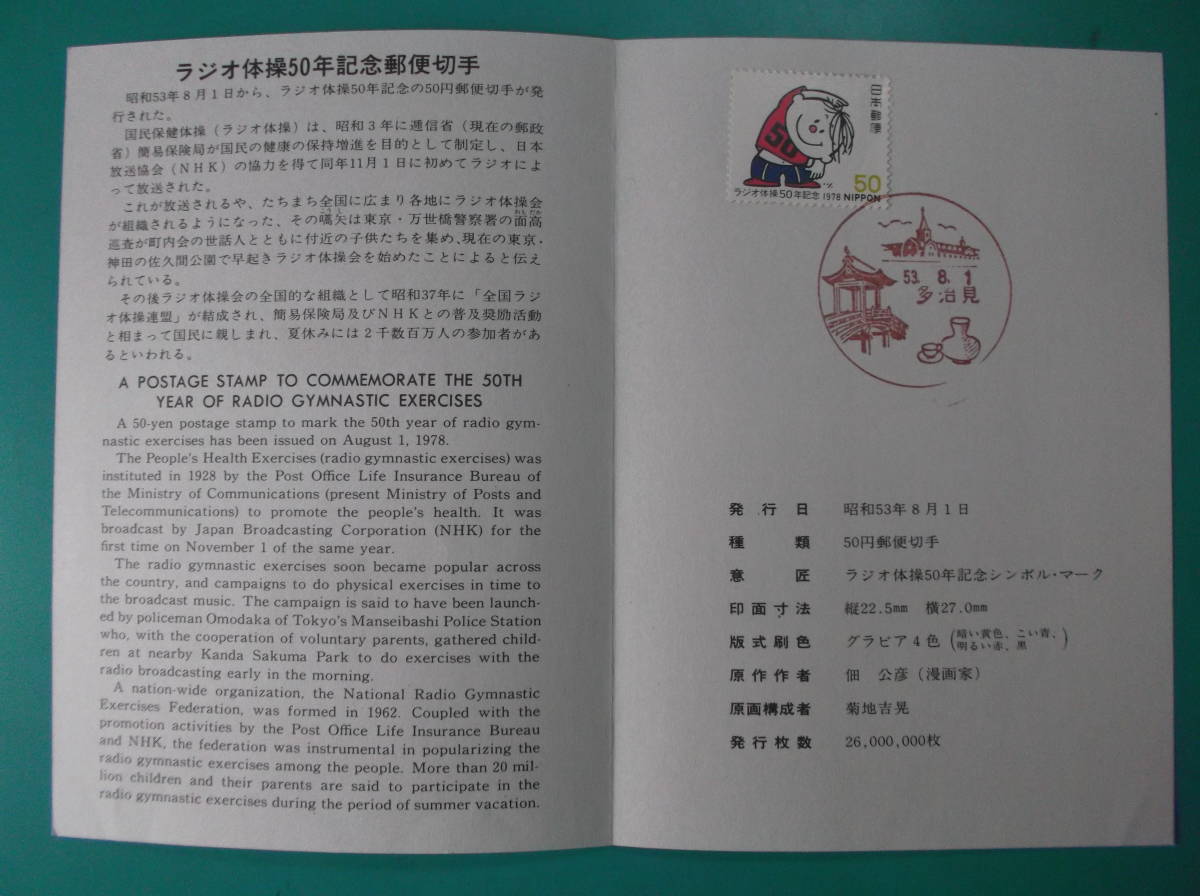 ラジオ体操50年記念郵便切手
昭和53年8月1日から、ラジオ体操50年記念の50円郵便切手が発
行された。
国民保健体操（ラジオ体操）は、昭和3年に逓信省（現在の郵政
省）簡易保険局が国民の健康の保持増進を目的として制定し、日本
放送協会（NHK）の協力を得て同年11月1日に初めてラジオによ
って放送された。
これが放送されるや、たちまち全国に広まり各地にラジオ体操会
が組織されるようになった、その嚆矢は東京・万世橋警察署の面高
巡査が町内会の世話人とともに付近の子供たちを集め、現在の東京・
神田の佐久間公園で早起きラジオ体操会を始めたことによると伝え
られている。
その後ラジオ体操会の全国的な組織として昭和37年に「全国ラジ
オ体操連盟」が結成され、簡易保険局及びNHKとの普及奨励活動
と相まって国民に親しまれ、夏休みには2千数百万人の参加者があ
るといわれる。
A POSTAGE STAMP TO COMMEMORATE THE 50TH
YEAR OF RADIO GYMNASTIC EXERCISES
A 50-yen postage stamp to mark the 50th year of radio gym-
nastic exercises has been issued on August 1, 1978.
The People's Health Exercises (radio gymnastic exercises) was
instituted in 1928 by the Post Office Life Insurance Bureau of
the Ministry of Communications (present Ministry of Posts and
Telecommunications) to promote the people's health. It was
broadcast by Japan Broadcasting Corporation (NHK) for the
first time on November 1 of the same year.
The radio gymnastic exercises soon became popular across
the country, and campaigns to do physical exercises in time to
the broadcast music. The campaign is said to have been launch-
ed by policeman Omodaka of Tokyo's Manseibashi Police Station
who, with the cooperation of voluntary parents, gathered child-
ren at nearby Kanda Sakuma Park to do exercises with the
radio broadcasting early in the morning.
A nation-wide organization, the National Radio Gymnastic
Exercises Federation, was formed in 1962. Coupled with the
promotion activities by the Post Office Life Insurance Bureau
and NHK, the federation was instrumental in popularizing the
radio gymnastic exercises among the people. More than 20 mil-
lion children and their parents are said to participate in the
radio gymnastic exercises during the period of summer vacation.
日本郵便
50
50
ラジオ体操50年記念 1978 NIPPON
53. 8. 1
多治見
発行日 昭和53年8月1日
種類 50円郵便切手
意匠 ラジオ体操50年記念シンボル・マーク
印面寸法 縦22.5mm 横27.0mm
版式刷色 グラビア4色（暗い黄色、こい青、
明るい赤、黒）
原作作者 佃 公彦（漫画家）
原画構成者 菊地吉晃
発行枚数 26,000,000枚